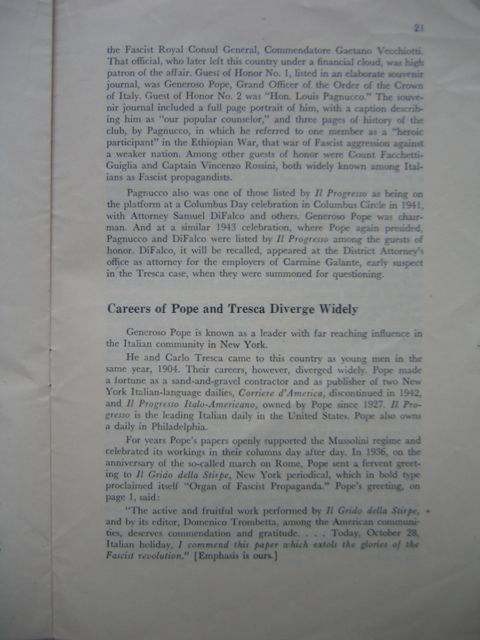 21
the Fascist Royal Consul General, Commendatore Gaetano Vecchiotti.
That official, who later left this country under a financial cloud, was high
patron of the affair. Guest of Honor No. 1, listed in an elaborate souvenir
journal, was Generoso Pope, Grand Officer of the Order of the Crown
of Italy. Guest of Honor No. 2 was "Hon. Louis Pagnucco." The souve-
nir journal included a full page portrait of him, with a caption describ-
ing him as "our popular counselor," and three pages of history of the
club, by Pagnucco, in which he referred to one member as a "heroic
participant" in the Ethiopian War, that war of Fascist aggression against
a weaker nation. Among other guests of honor were Count Facchetti-
Guiglia and Captain Vincenzo Rossini, both widely known among Ital-
ians as Fascist propagandists.
Pagnucco also was one of those listed by Il Progresso as being on
the platform at a Columbus Day celebration in Columbus Circle in 1941,
with Attorney Samuel DiFalco and others. Generoso Pope was chair-
man. And at a similar 1943 celebration, where Pope again presided,
Pagnucco and DiFalco were listed by Il Progresso among the guests of
honor. DiFalco, it will be recalled, appeared at the District Attorney's
office as attorney for the employers of Carmine Galante, early suspect
in the Tresca case, when they were summoned for questioning.
Careers of Pope and Tresca Diverge Widely
Generoso Pope is known as a leader with far reaching influence in
the Italian community in New York.
He and Carlo Tresca came to this country as young men in the
same year, 1904. Their careers, however, diverged widely. Pope made
a fortune as a sand-and-gravel contractor and as publisher of two New
York Italian-language dailies, Corriere d'America, discontinued in 1942,
and Il Progresso Italo-Americano, owned by Pope since 1927. Il Pro-
gresso is the leading Italian daily in the United States. Pope also owns
a daily in Philadelphia.
For years Pope's papers openly supported the Mussolini regime and
celebrated its workings in their columns day after day. In 1936, on the
anniversary of the so-called march on Rome, Pope sent a fervent greet-
ing to Il Grido della Stirpe, New York periodical, which in bold type
proclaimed itself "Organ of Fascist Propaganda." Pope's greeting, on
page 1, said:
"The active and fruitful work performed by Il Grido della Stirpe,
and by its editor, Domenico Trombetta, among the American communi-
ties, deserves commendation and gratitude. . . . Today, October 28,
Italian holiday, I commend this paper which extols the glories of the
Fascist revolution." [Emphasis is ours.]